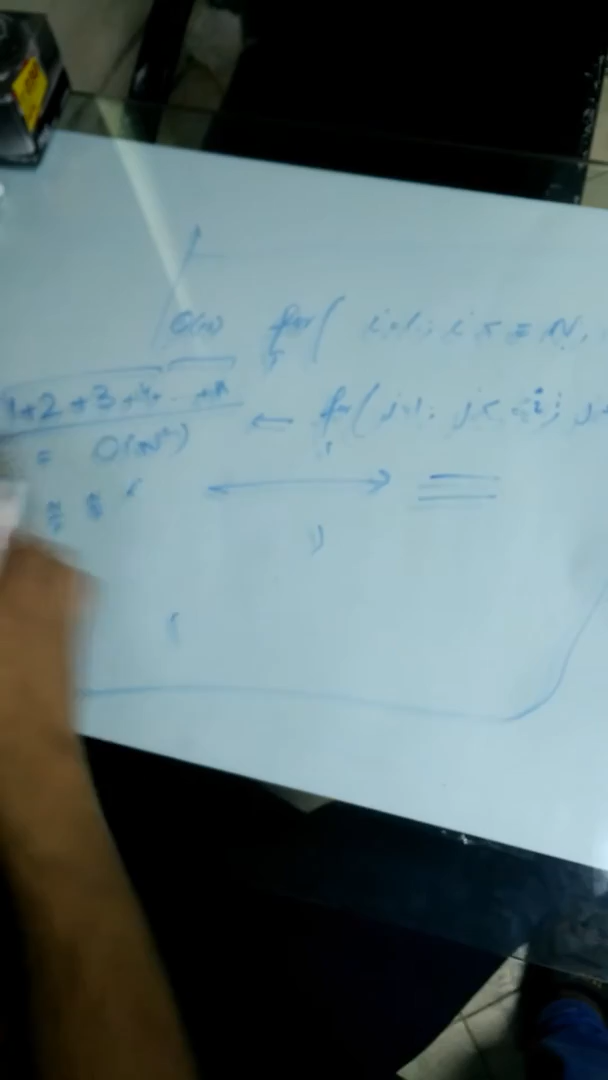 O(N) for( i=1; i <= N;
1+2+3+4+...+N ← for( j=1; j<=i; j
= O(N²)